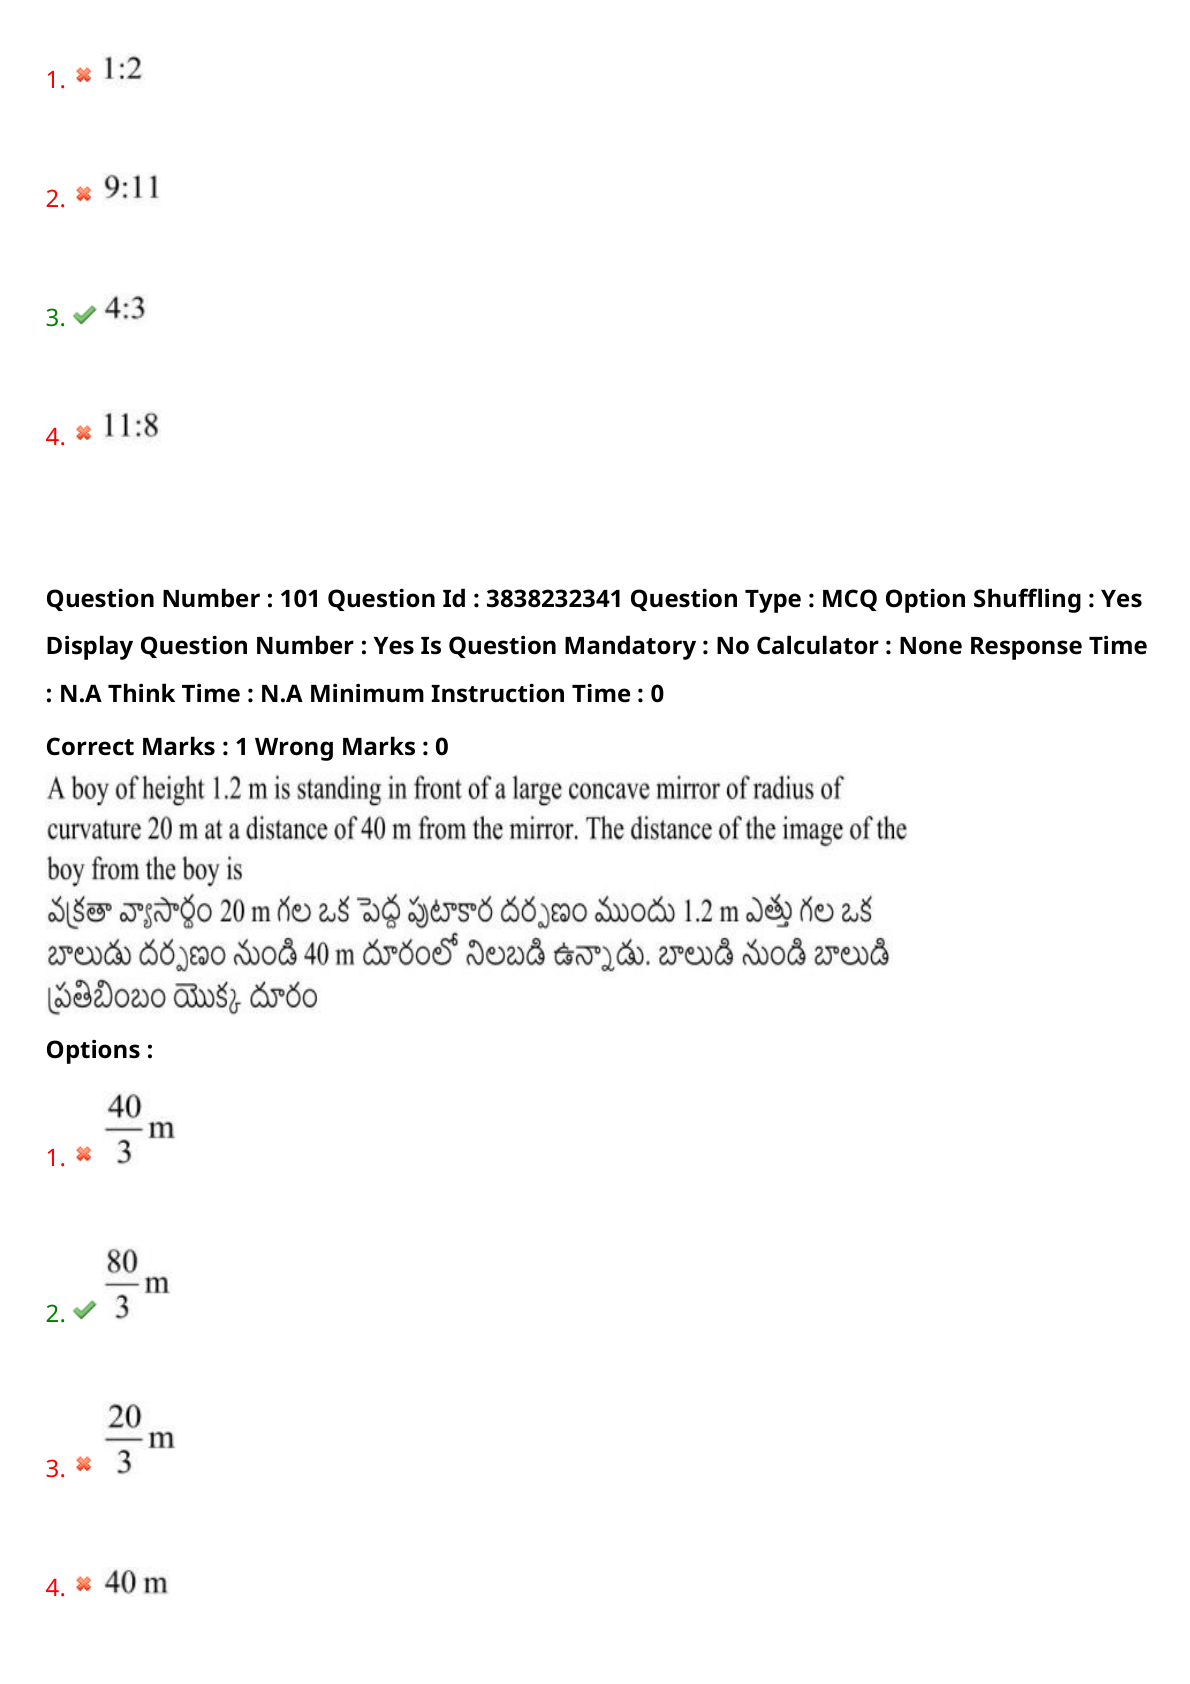 1. 1:2
2. 9:11
3. 4:3
4. 11:8
Question Number : 101 Question Id : 3838232341 Question Type : MCQ Option Shuffling : Yes
Display Question Number : Yes Is Question Mandatory : No Calculator : None Response Time
: N.A Think Time : N.A Minimum Instruction Time : 0
Correct Marks : 1 Wrong Marks : 0
A boy of height 1.2 m is standing in front of a large concave mirror of radius of
curvature 20 m at a distance of 40 m from the mirror. The distance of the image of the
boy from the boy is
వక్రతా వ్యాసార్థం 20 m గల ఒక పెద్ద పుటాకార దర్పణం ముందు 1.2 m ఎత్తు గల ఒక
బాలుడు దర్పణం నుండి 40 m దూరంలో నిలబడి ఉన్నాడు. బాలుడి నుండి బాలుడి
ప్రతిబింబం యొక్క దూరం
Options :
1. 40/3 m
2. 80/3 m
3. 20/3 m
4. 40 m